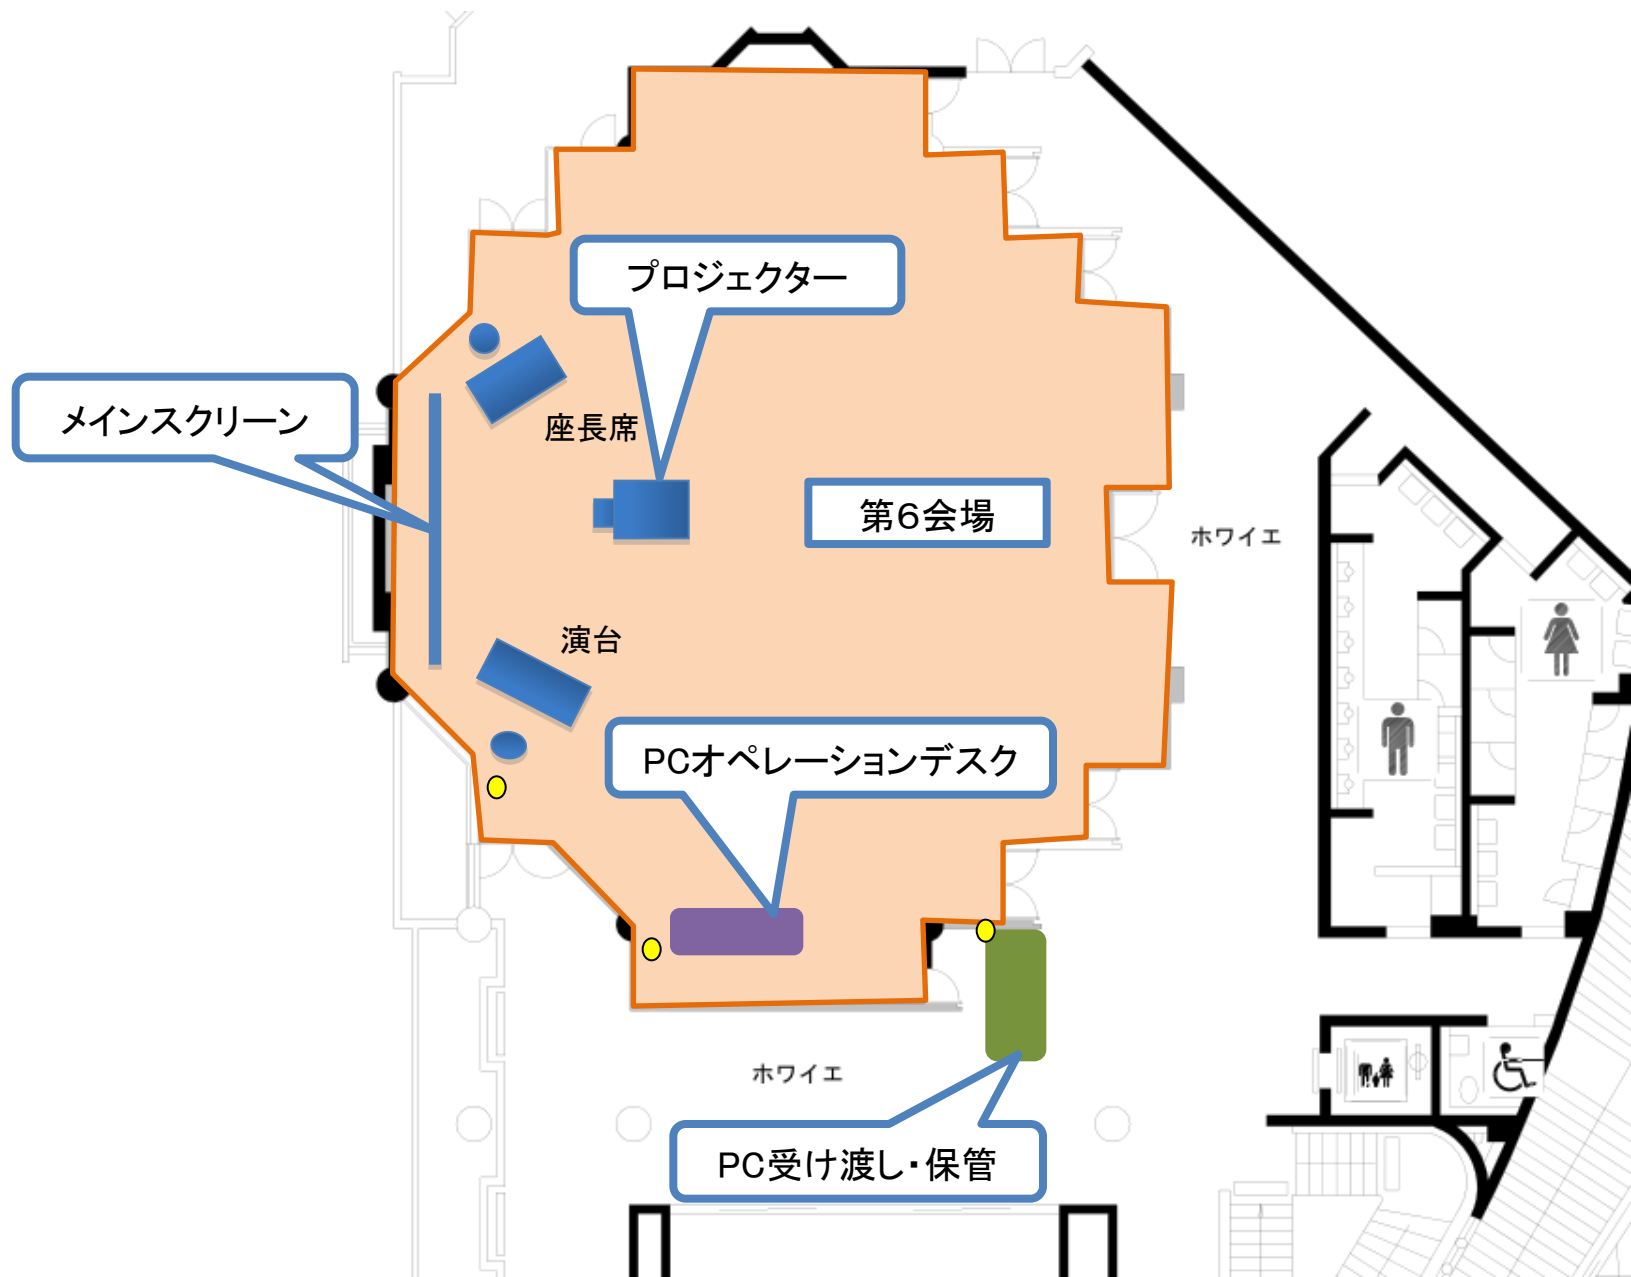 プロジェクター
メインスクリーン
座長席
第6会場
ホワイエ
演台
PCオペレーションデスク
ホワイエ
PC受け渡し・保管